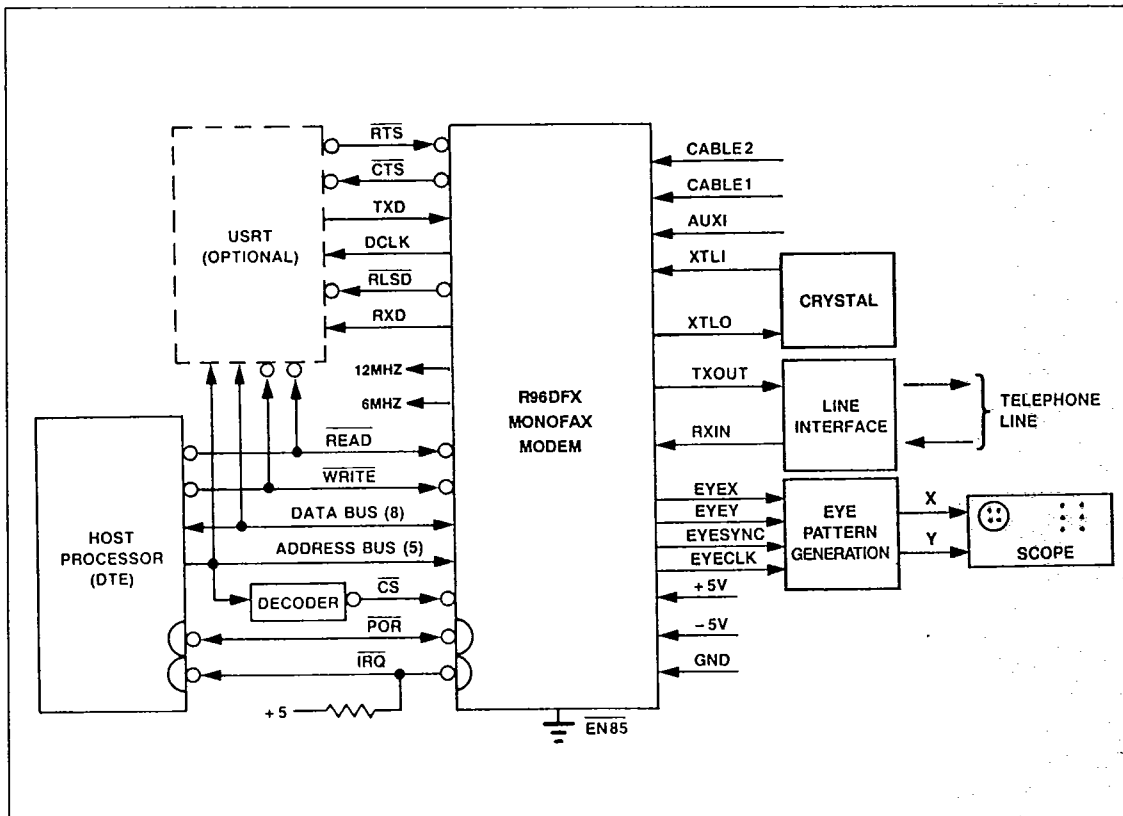 RTS
CTS
TXD
USRT
(OPTIONAL)
DCLK
RLSD
RXD
12MHZ
6MHZ
HOST
PROCESSOR
(DTE)
READ
WRITE
DATA BUS (8)
ADDRESS BUS (5)
DECODER
CS
POR
IRQ
+5
R96DFX
MONOFAX
MODEM
EN85
CABLE2
CABLE1
AUXI
XTLI
CRYSTAL
XTLO
TXOUT
RXIN
LINE
INTERFACE
TELEPHONE
LINE
EYEX
EYEY
EYESYNC
EYECLK
EYE
PATTERN
GENERATION
X
Y
SCOPE
+5V
–5V
GND